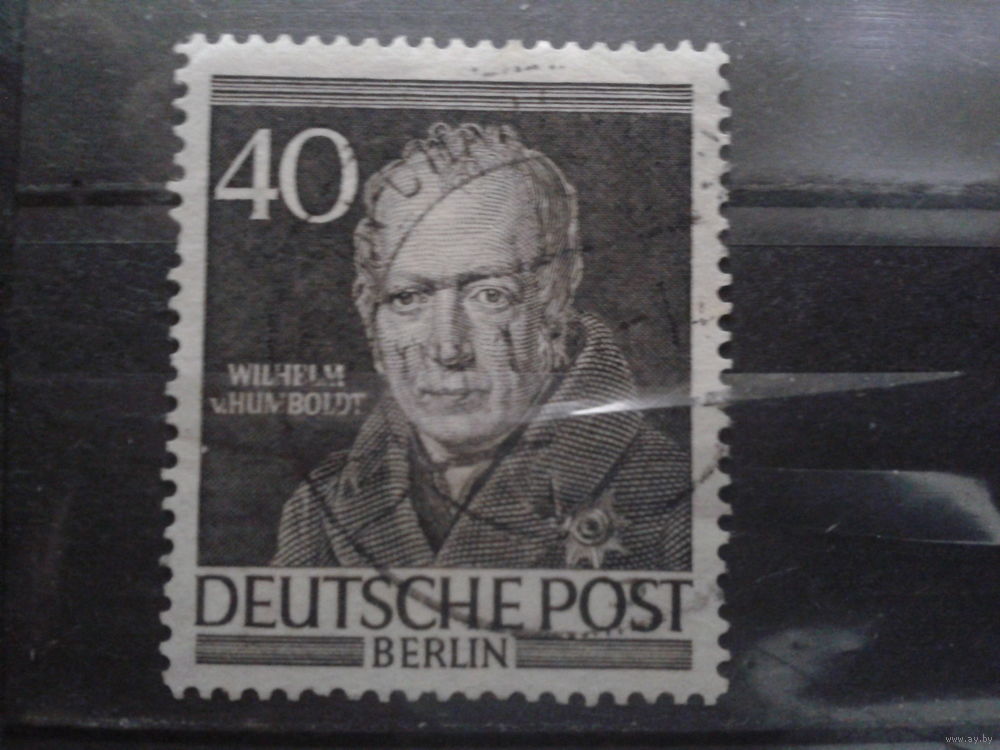 40
WILHELM
v.HUMBOLDT
DEUTSCHE POST
BERLIN
www.ay.by